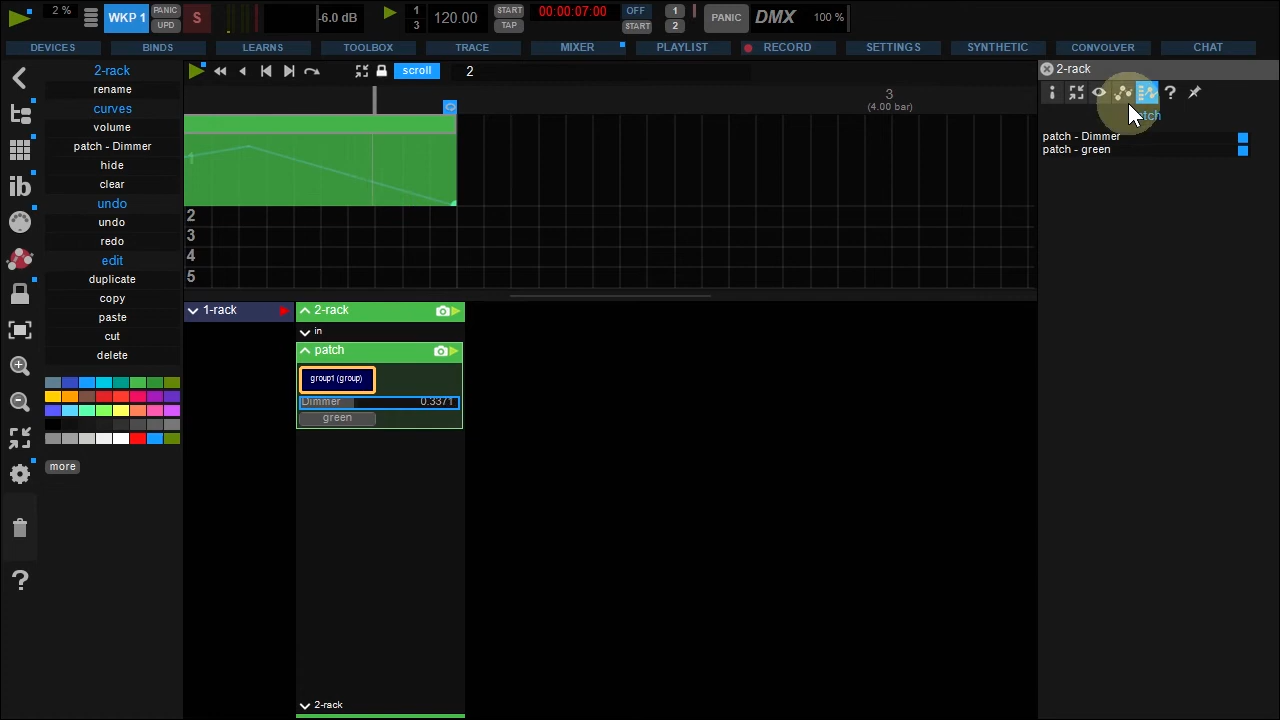 2 %
WKP 1
PANIC
UPD
S
-6.0 dB
1
3
120.00
START
TAP
00:00:07:00
OFF
START
1
2
PANIC
DMX
100 %
DEVICES
BINDS
LEARNS
TOOLBOX
TRACE
MIXER
PLAYLIST
RECORD
SETTINGS
SYNTHETIC
CONVOLVER
CHAT
2-rack
rename
curves
volume
patch - Dimmer
hide
clear
undo
undo
redo
edit
duplicate
copy
paste
cut
delete
more
ib
?
scroll
2
3
(4.00 bar)
1
2
3
4
5
1-rack
2-rack
in
patch
group1 (group)
Dimmer 0.3371
green
2-rack
2-rack
i
?
patch - Dimmer
patch - green